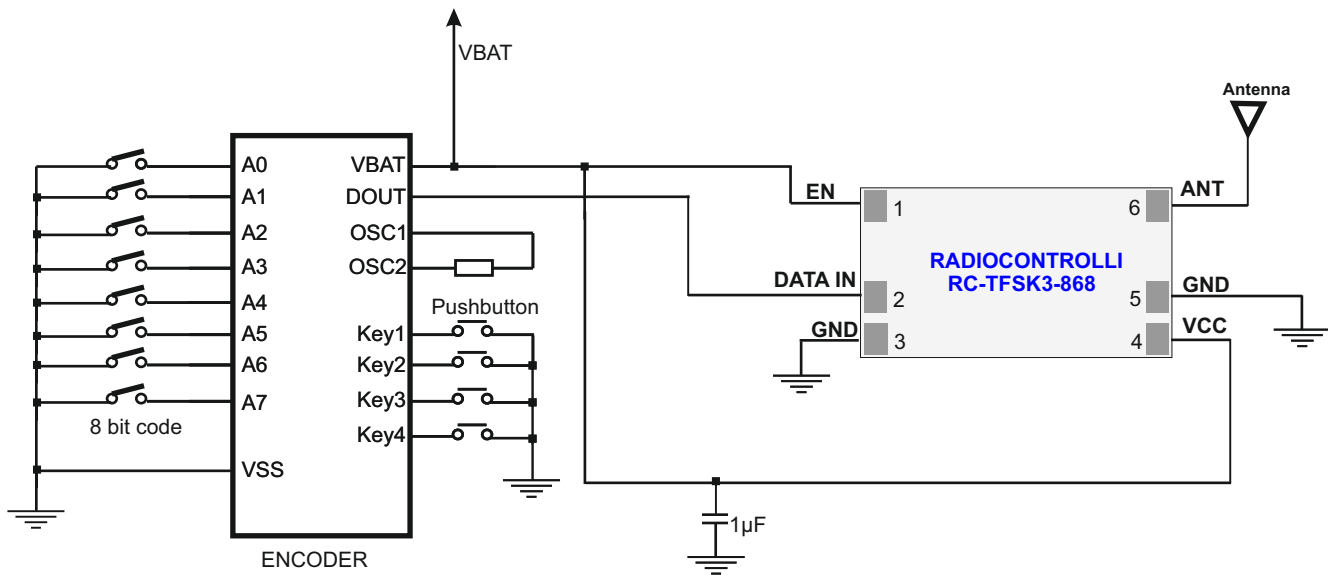 VBAT
Antenna
A0
A1
A2
A3
A4
A5
A6
A7
8 bit code
VSS
VBAT
DOUT
OSC1
OSC2
Pushbutton
Key1
Key2
Key3
Key4
ENCODER
EN
1
DATA IN
2
GND
3
RADIOCONTROLLI
RC-TFSK3-868
6
ANT
5
GND
4
VCC
1µF